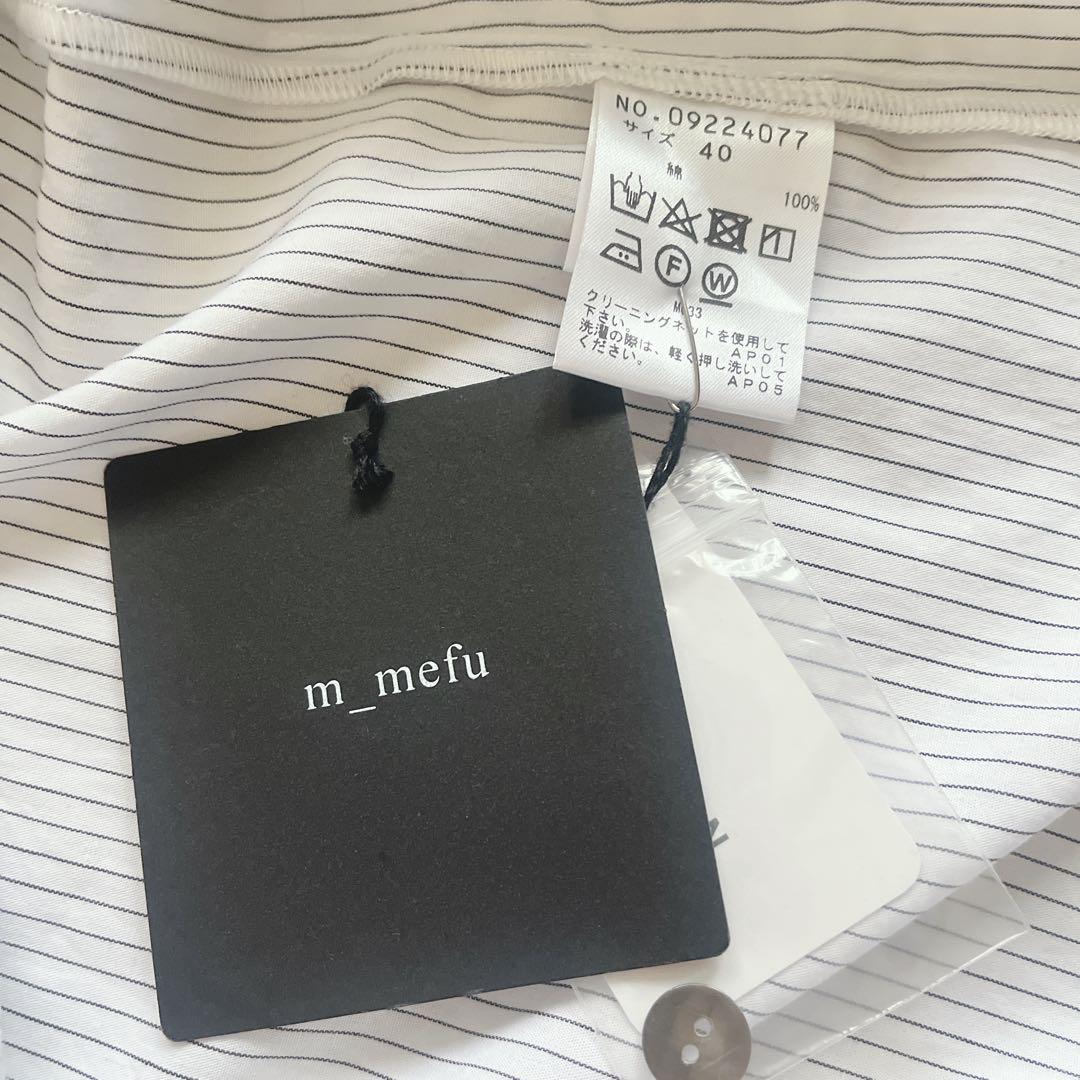 NO.09224077
サイズ 40
綿
100%
F W
M033
クリーニングネットを使用して
下さい。 AP01
洗濯の際は、軽く押し洗いして
ください。 AP05
m_mefu